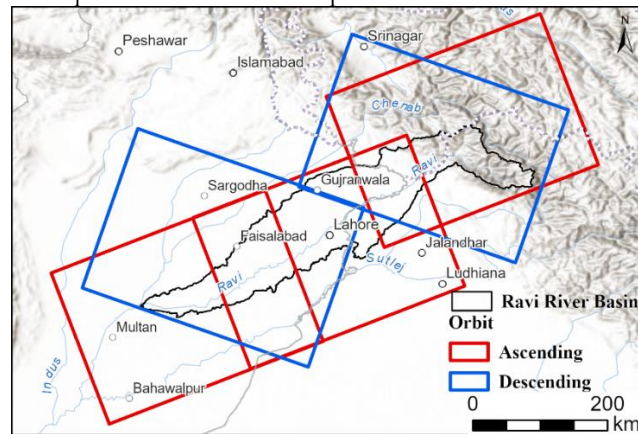 Peshawar
Srinagar
N
Islamabad
Chenab
Ravi
Sargodha
Gujranwala
Faisalabad
Lahore
Jalandhar
Sutlej
Ludhiana
Ravi
Multan
Indus
Bahawalpur
Ravi River Basin
Orbit
Ascending
Descending
0 200
km